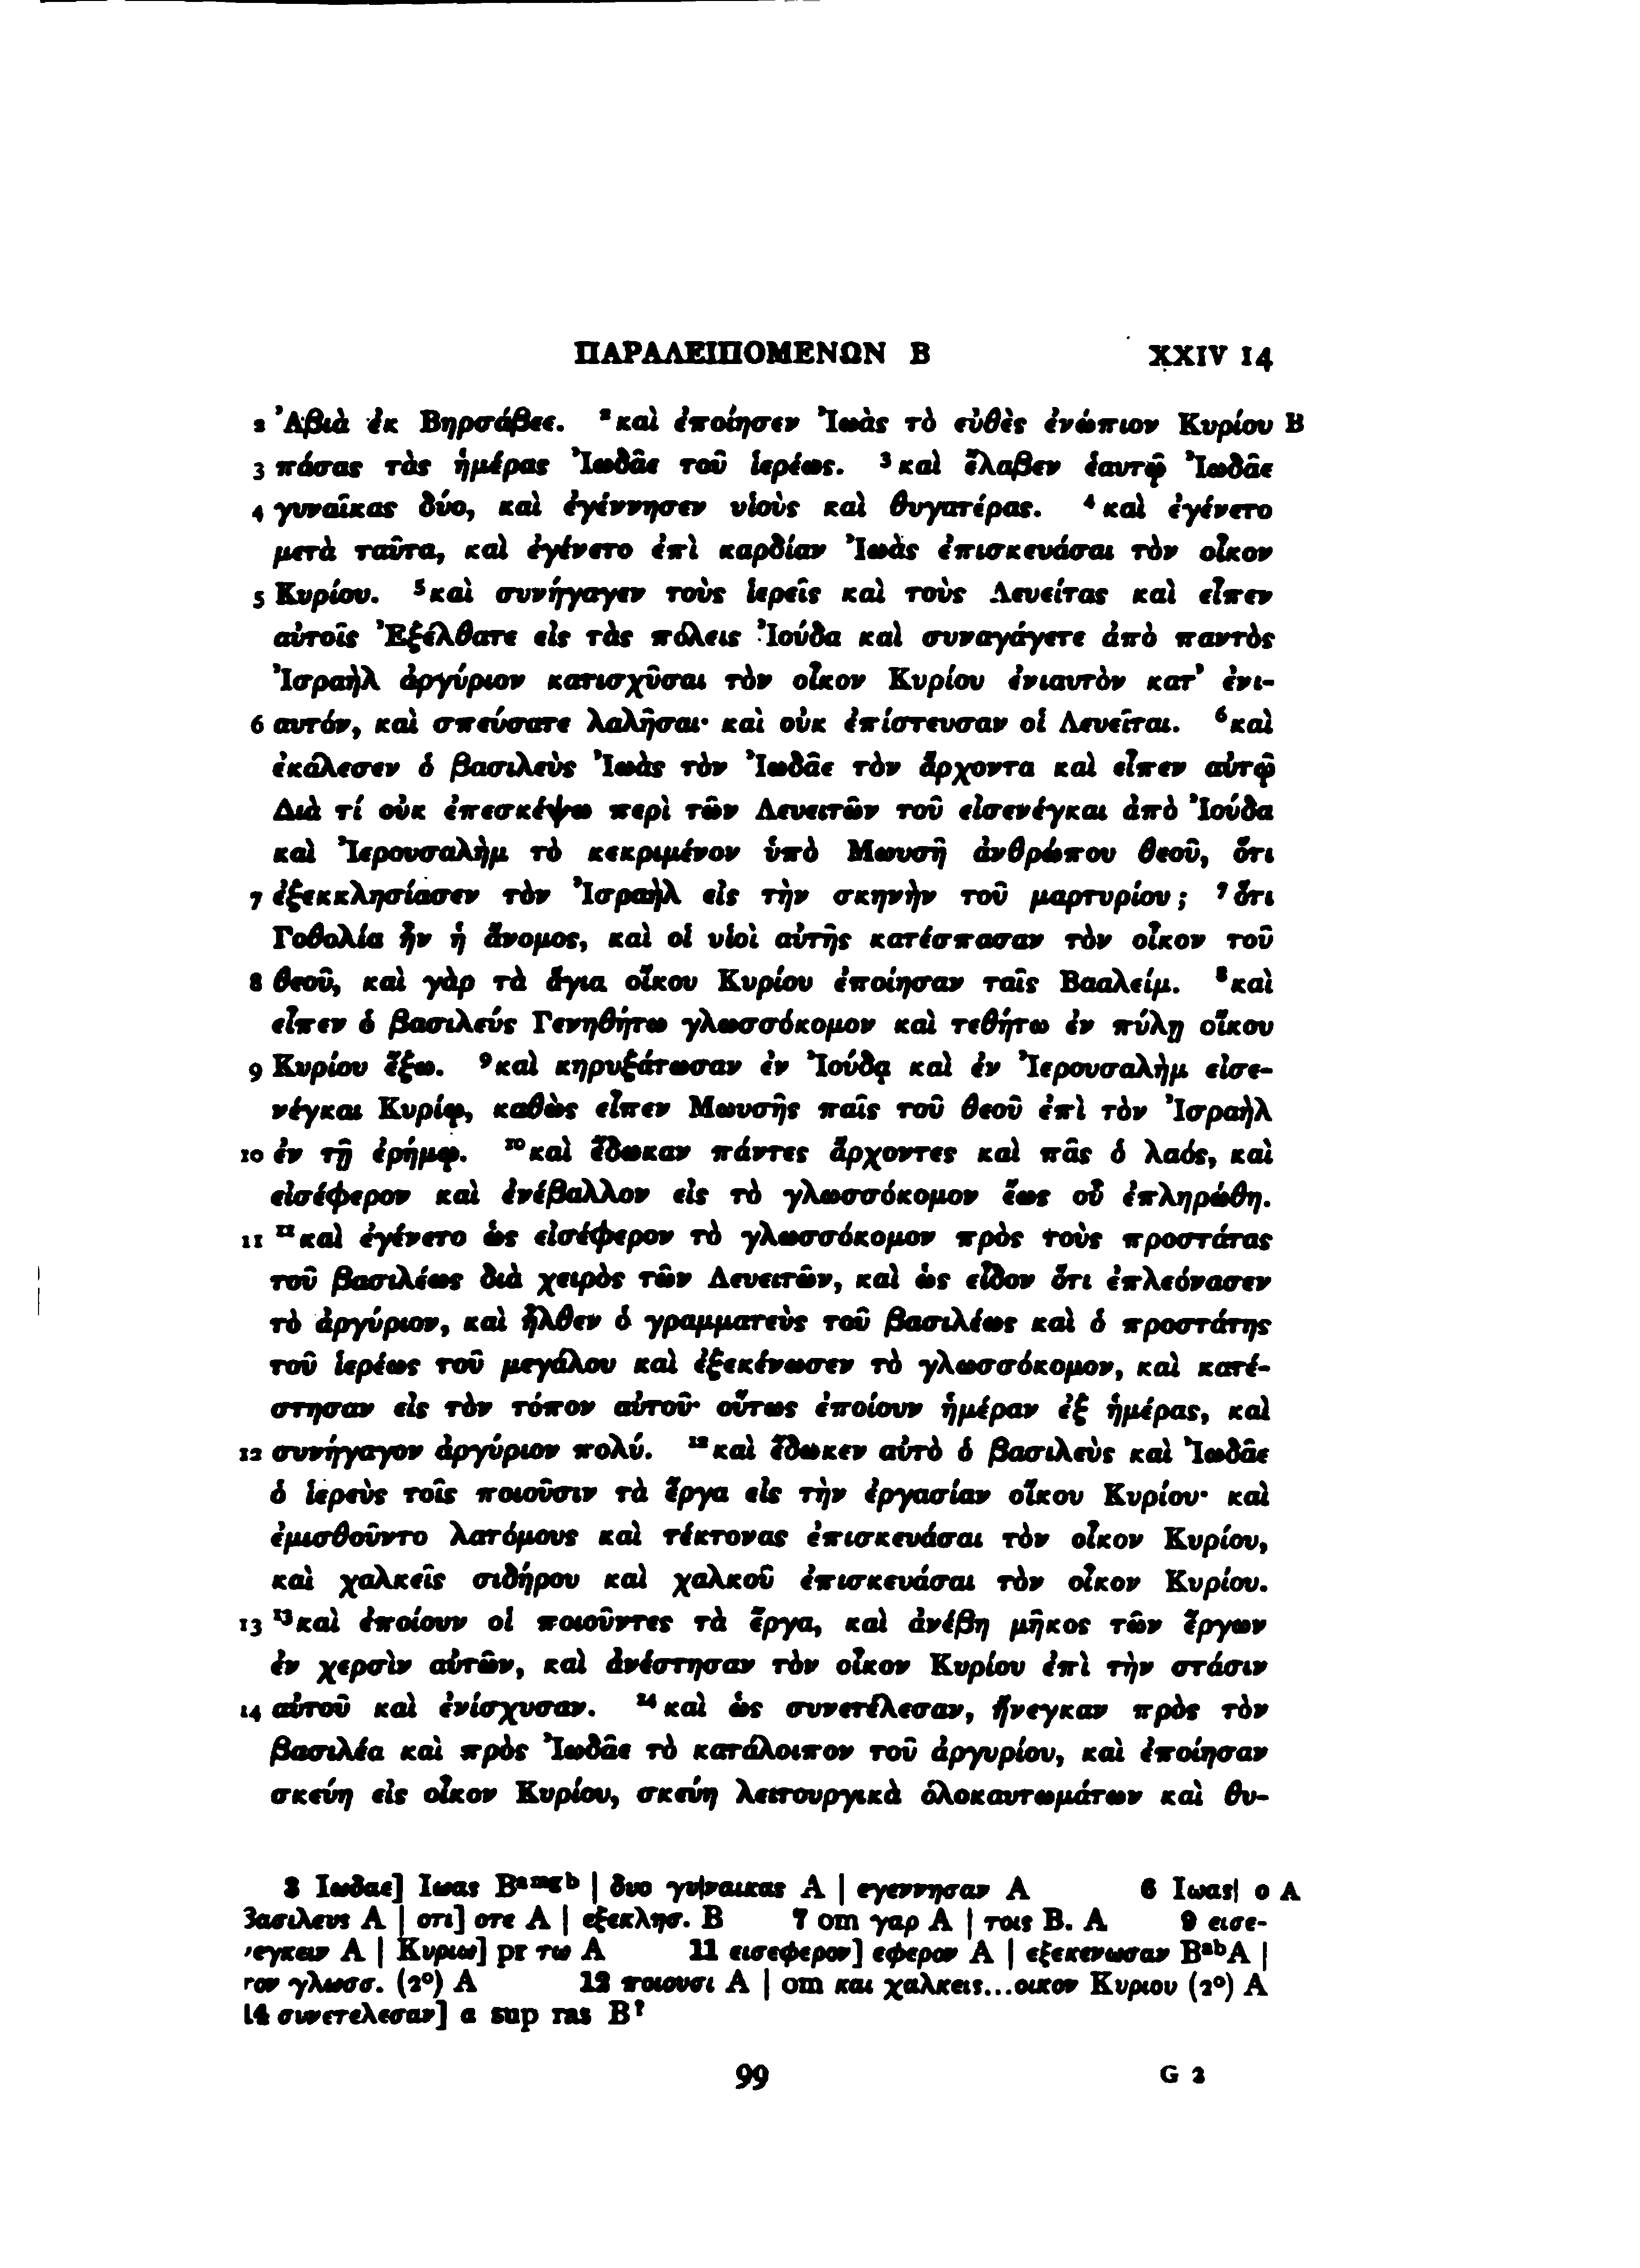 ΠΑΡΑΛΕΙΠΟΜΕΝΩΝ Β XXIV 14
2 Ἀβιὰ ἐκ Βηρσάβεε. ²καὶ ἐποίησεν Ἰωὰς τὸ εὐθὲς ἐνώπιον Κυρίου B
3 πάσας τὰς ἡμέρας Ἰωδᾶε τοῦ ἱερέως. ³καὶ ἔλαβεν ἑαυτῷ Ἰωδᾶε
4 γυναῖκας δύο, καὶ ἐγέννησεν υἱοὺς καὶ θυγατέρας. ⁴καὶ ἐγένετο
μετὰ ταῦτα, καὶ ἐγένετο ἐπὶ καρδίαν Ἰωὰς ἐπισκευάσαι τὸν οἶκον
5 Κυρίου. ⁵καὶ συνήγαγεν τοὺς ἱερεῖς καὶ τοὺς Λευείτας καὶ εἶπεν
αὐτοῖς Ἐξέλθατε εἰς τὰς πόλεις Ἰούδα καὶ συναγάγετε ἀπὸ παντὸς
Ἰσραὴλ ἀργύριον κατισχῦσαι τὸν οἶκον Κυρίου ἐνιαυτὸν κατ’ ἐνι-
6 αυτόν, καὶ σπεύσατε λαλῆσαι· καὶ οὐκ ἐπίστευσαν οἱ Λευεῖται. ⁶καὶ
ἐκάλεσεν ὁ βασιλεὺς Ἰωὰς τὸν Ἰωδᾶε τὸν ἄρχοντα καὶ εἶπεν αὐτῷ
Διὰ τί οὐκ ἐπεσκέψω περὶ τῶν Λευειτῶν τοῦ εἰσενέγκαι ἀπὸ Ἰούδα
καὶ Ἰερουσαλὴμ τὸ κεκριμένον ὑπὸ Μωυσῆ ἀνθρώπου θεοῦ, ὅτι
7 ἐξεκκλησίασεν τὸν Ἰσραὴλ εἰς τὴν σκηνὴν τοῦ μαρτυρίου; ⁷ὅτι
Γοθολία ἦν ἡ ἄνομος, καὶ οἱ υἱοὶ αὐτῆς κατέσπασαν τὸν οἶκον τοῦ
8 θεοῦ, καὶ γὰρ τὰ ἅγια οἴκου Κυρίου ἐποίησαν ταῖς Βααλείμ. ⁸καὶ
εἶπεν ὁ βασιλεύς Γενηθήτω γλωσσόκομον καὶ τεθήτω ἐν πύλῃ οἴκου
9 Κυρίου ἔξω. ⁹καὶ κηρυξάτωσαν ἐν Ἰούδᾳ καὶ ἐν Ἰερουσαλὴμ εἰσε-
νέγκαι Κυρίῳ, καθὼς εἶπεν Μωυσῆς παῖς τοῦ θεοῦ ἐπὶ τὸν Ἰσραὴλ
10 ἐν τῇ ἐρήμῳ. ¹⁰καὶ ἔδωκαν πάντες ἄρχοντες καὶ πᾶς ὁ λαός, καὶ
εἰσέφερον καὶ ἐνέβαλλον εἰς τὸ γλωσσόκομον ἕως οὗ ἐπληρώθη.
11 ¹¹καὶ ἐγένετο ὡς εἰσέφερον τὸ γλωσσόκομον πρὸς τοὺς προστάτας
τοῦ βασιλέως διὰ χειρὸς τῶν Λευειτῶν, καὶ ὡς εἶδον ὅτι ἐπλεόνασεν
τὸ ἀργύριον, καὶ ἦλθεν ὁ γραμματεὺς τοῦ βασιλέως καὶ ὁ προστάτης
τοῦ ἱερέως τοῦ μεγάλου καὶ ἐξεκένωσεν τὸ γλωσσόκομον, καὶ κατέ-
στησαν εἰς τὸν τόπον αὐτοῦ· οὕτως ἐποίουν ἡμέραν ἐξ ἡμέρας, καὶ
12 συνήγαγον ἀργύριον πολύ. ¹²καὶ ἔδωκεν αὐτὸ ὁ βασιλεὺς καὶ Ἰωδᾶε
ὁ ἱερεὺς τοῖς ποιοῦσιν τὰ ἔργα εἰς τὴν ἐργασίαν οἴκου Κυρίου· καὶ
ἐμισθοῦντο λατόμους καὶ τέκτονας ἐπισκευάσαι τὸν οἶκον Κυρίου,
καὶ χαλκεῖς σιδήρου καὶ χαλκοῦ ἐπισκευάσαι τὸν οἶκον Κυρίου.
13 ¹³καὶ ἐποίουν οἱ ποιοῦντες τὰ ἔργα, καὶ ἀνέβη μῆκος τῶν ἔργων
ἐν χερσὶν αὐτῶν, καὶ ἀνέστησαν τὸν οἶκον Κυρίου ἐπὶ τὴν στάσιν
14 αὐτοῦ καὶ ἐνίσχυσαν. ¹⁴καὶ ὡς συνετέλεσαν, ἤνεγκαν πρὸς τὸν
βασιλέα καὶ πρὸς Ἰωδᾶε τὸ κατάλοιπον τοῦ ἀργυρίου, καὶ ἐποίησαν
σκεύη εἰς οἶκον Κυρίου, σκεύη λειτουργικὰ ὁλοκαυτωμάτων καὶ θυ-
3 Ιωδαε] Ιωας Bᵃᵐᵍᵇ | δυο γυναικας A | εγεννησαν A 6 Ιωας] ο A
βασιλευς A | οτι] οτε A | εξεκλησ. B 7 om γαρ A | τοις Β. A 9 εισε-
νεγκειν A | Κυριω] pr τω A 11 εισεφερον] εφερον A | εξεκενωσαν BᵃᵇA |
τον γλωσσ. (2°) A 12 ποιουσι A | om και χαλκεις...οικον Κυριου (2°) A
14 συνετελεσαν] α sup ras B?
99 G 2